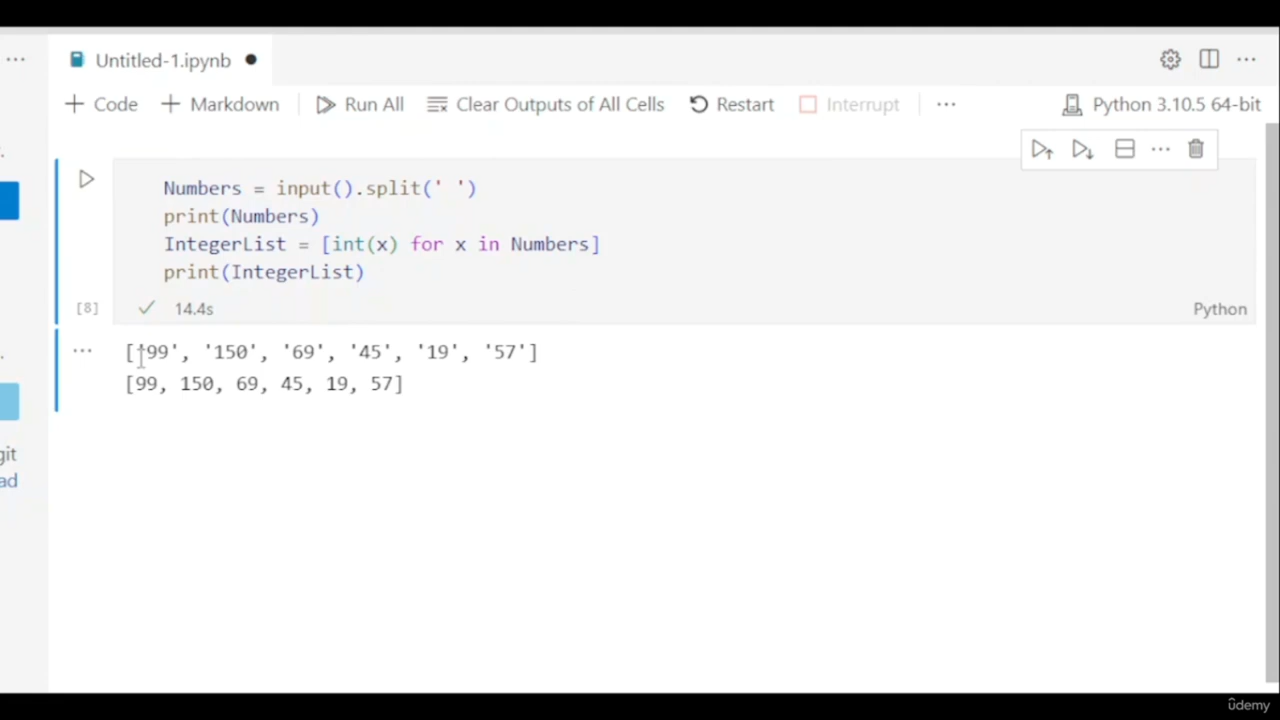 Untitled-1.ipynb
Code
Markdown
Run All
Clear Outputs of All Cells
Restart
Interrupt
Python 3.10.5 64-bit
Numbers = input().split(' ')
print(Numbers)
IntegerList = [int(x) for x in Numbers]
print(IntegerList)
[8]
14.4s
Python
['99', '150', '69', '45', '19', '57']
[99, 150, 69, 45, 19, 57]
git
ad
ûdemy